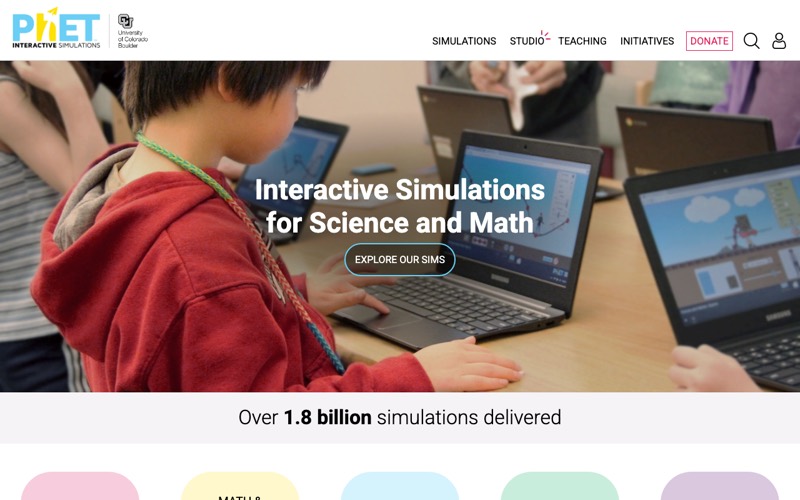 PhET
INTERACTIVE SIMULATIONS
University
of Colorado
Boulder
SIMULATIONS
STUDIO
TEACHING
INITIATIVES
DONATE
Interactive Simulations
for Science and Math
EXPLORE OUR SIMS
Over 1.8 billion simulations delivered
MATH &